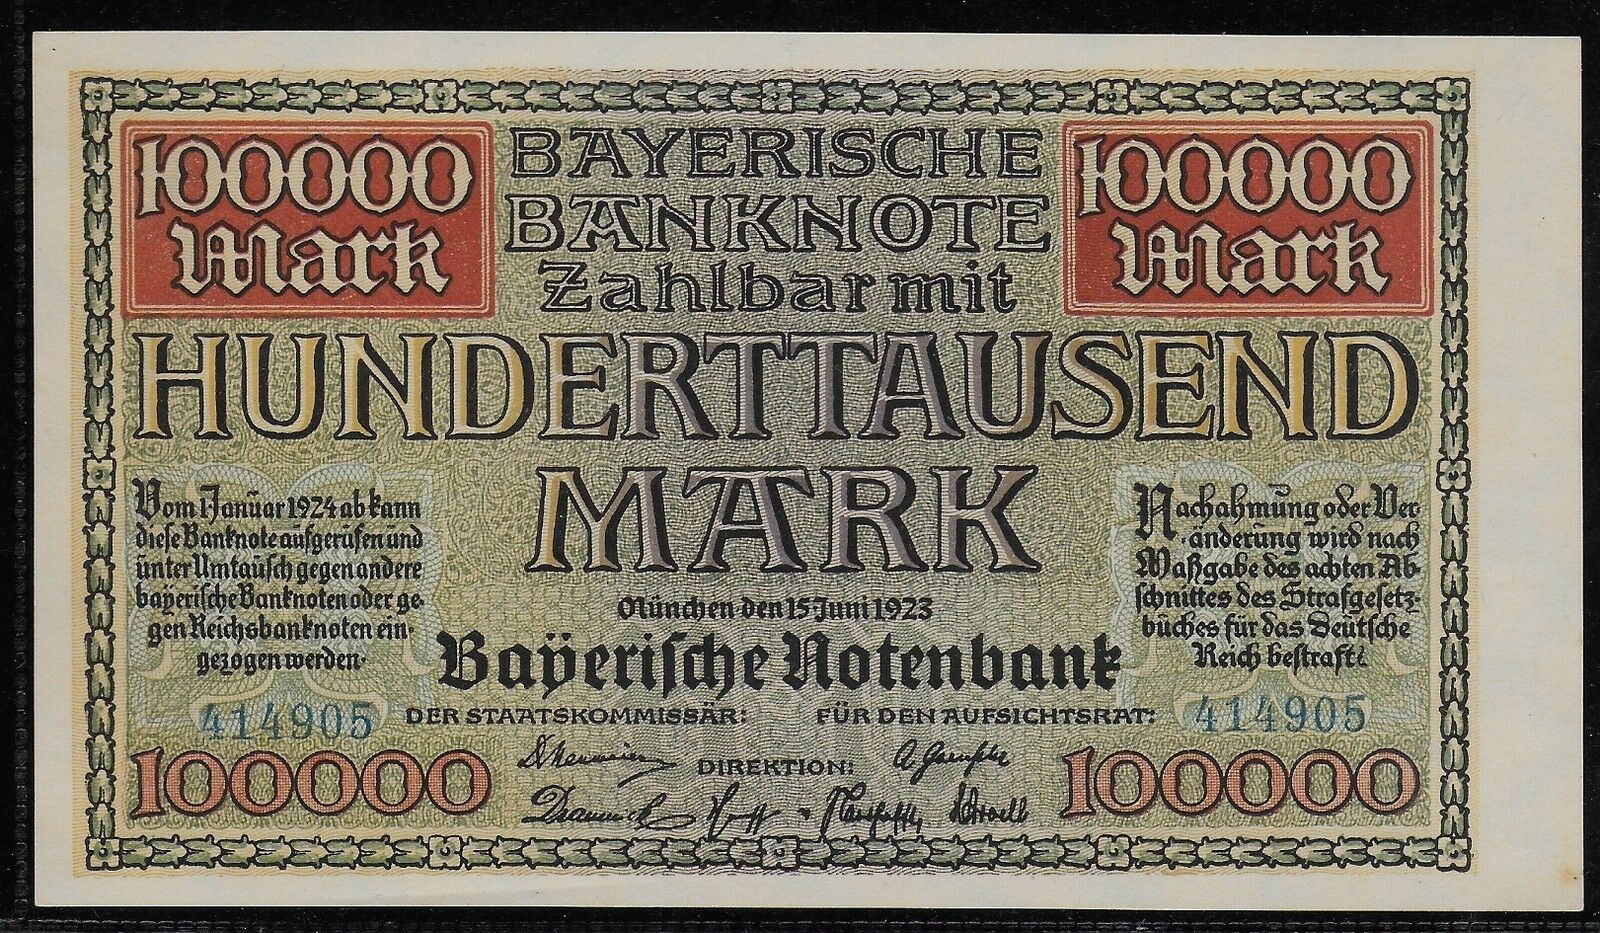 100000
Mark
BAYERISCHE
BANKNOTE
Zahlbar mit
100000
Mark
HUNDERTTAUSEND
MARK
Vom 1. Januar 1924 ab kann
diese Banknote aufgerufen und
unter Umtausch gegen andere
bayerische Banknoten oder ge-
gen Reichsbanknoten ein-
gezogen werden.
München den 15. Juni 1923
Bayerische Notenbank
Nachahmung oder Ver-
änderung wird nach
Maßgabe des achten Ab-
schnittes des Strafgesetz-
buches für das Deutsche
Reich bestraft.
414905
DER STAATSKOMMISSÄR:
FÜR DEN AUFSICHTSRAT:
414905
100000
DIREKTION:
100000